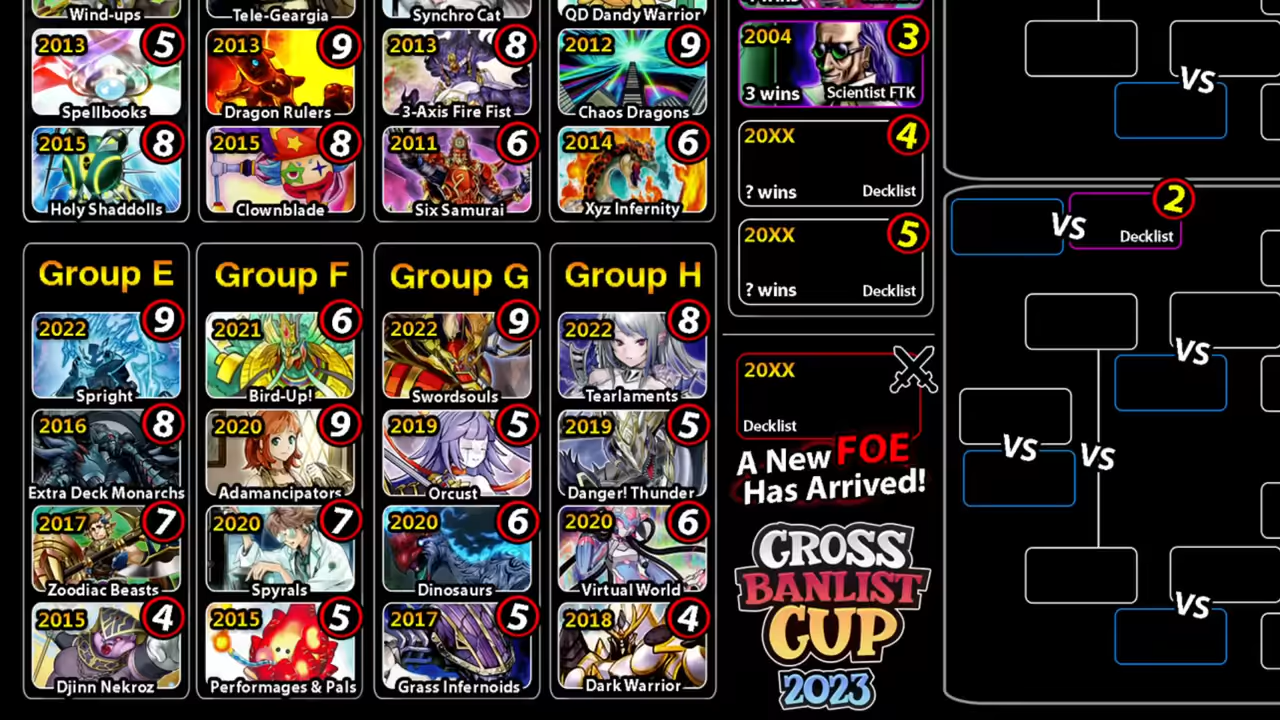 Wind-ups
Tele-Geargia
Synchro Cat
QD Dandy Warrior
2013 5
Spellbooks
2013 9
Dragon Rulers
2013 8
3-Axis Fire Fist
2012 9
Chaos Dragons
2015 8
Holy Shaddolls
2015 8
Clownblade
2011 6
Six Samurai
2014 6
Xyz Infernity
2004 3
3 wins Scientist FTK
20XX 4
? wins Decklist
20XX 5
? wins Decklist
Group E
2022 9
Spright
2016 8
Extra Deck Monarchs
2017 7
Zoodiac Beasts
2015 4
Djinn Nekroz
Group F
2021 6
Bird-Up!
2020 9
Adamancipators
2020 7
Spyrals
2015 5
Performages & Pals
Group G
2022 9
Swordsouls
2019 5
Orcust
2020 6
Dinosaurs
2017 5
Grass Infernoids
Group H
2022 8
Tearlaments
2019 5
Danger! Thunder
2020 6
Virtual World
2018 4
Dark Warrior
20XX
Decklist
A New FOE
Has Arrived!
CROSS
BANLIST
CUP
2023
VS
VS
2
Decklist
VS
VS
VS
VS